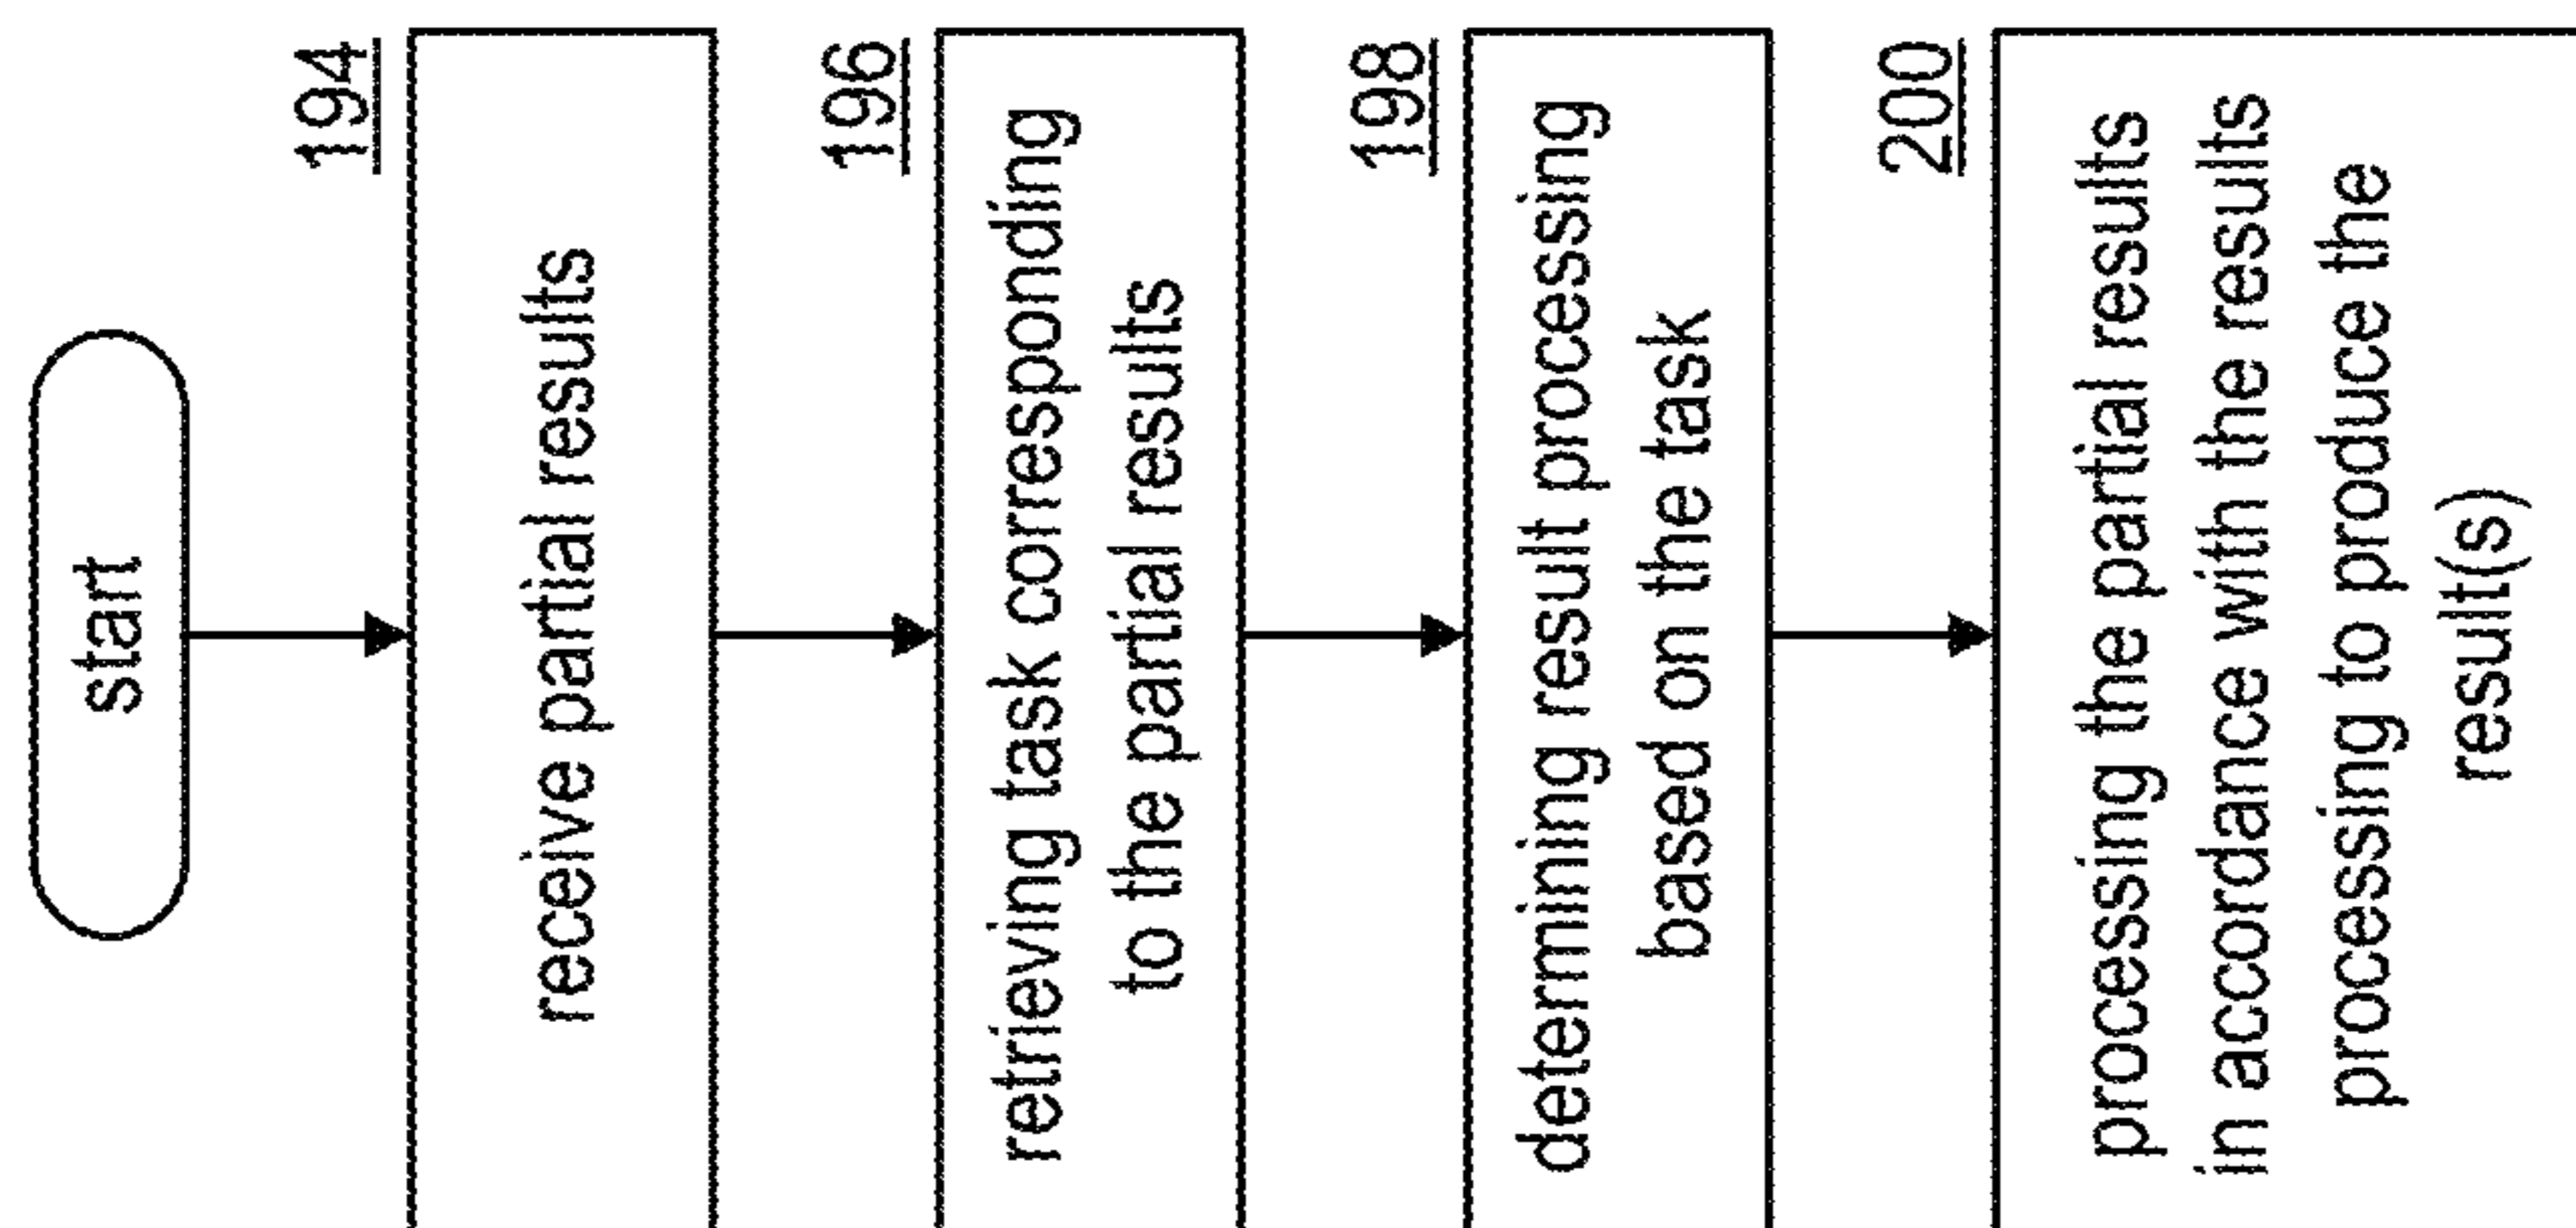 start
194
receive partial results
196
retrieving task corresponding
to the partial results
198
determining result processing
based on the task
200
processing the partial results
in accordance with the results
processing to produce the
result(s)